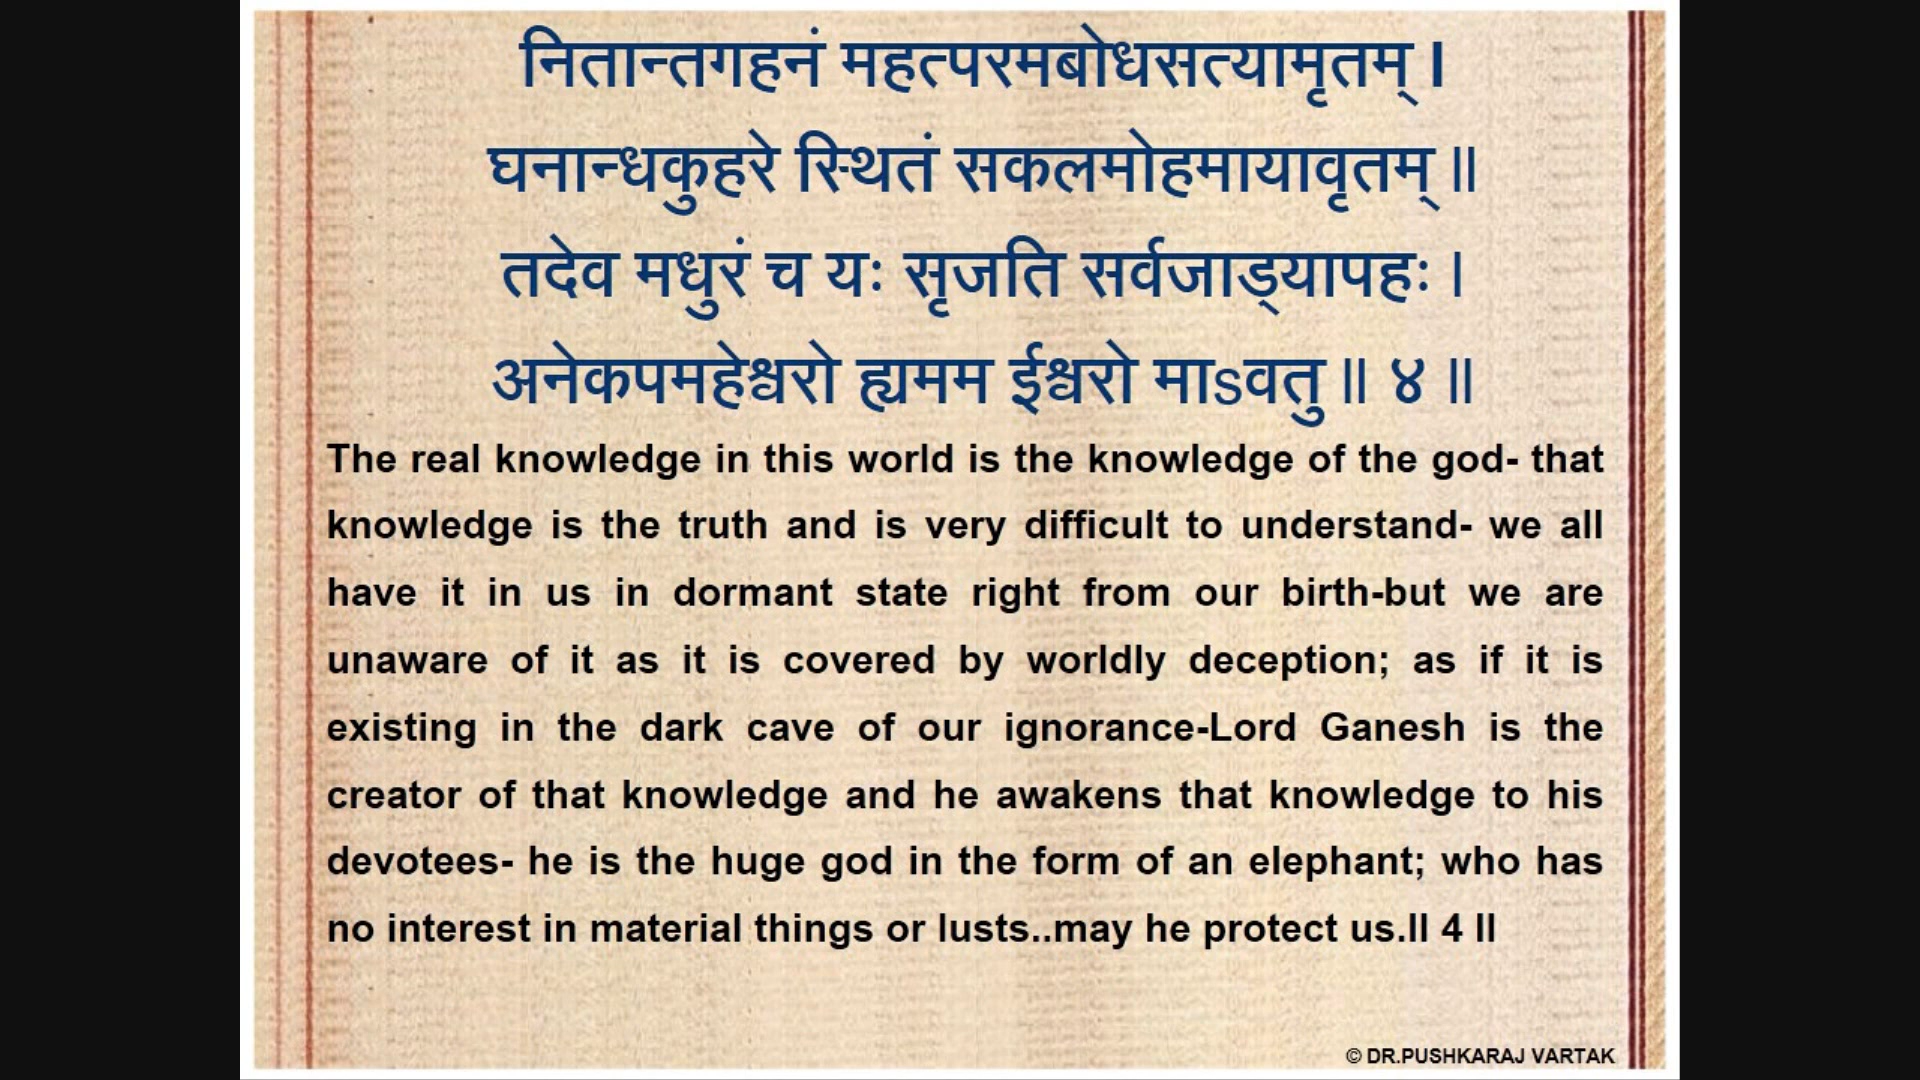 नितान्तगहनं महत्परमबोधसत्यामृतम् ।
घनान्धकुहरे स्थितं सकलमोहमायावृतम् ॥
तदेव मधुरं च यः सृजति सर्वजाड्यापहः ।
अनेकपमहेश्वरो ह्यमम ईश्वरो माऽवतु ॥ ४ ॥
The real knowledge in this world is the knowledge of the god- that
knowledge is the truth and is very difficult to understand- we all
have it in us in dormant state right from our birth-but we are
unaware of it as it is covered by worldly deception; as if it is
existing in the dark cave of our ignorance-Lord Ganesh is the
creator of that knowledge and he awakens that knowledge to his
devotees- he is the huge god in the form of an elephant; who has
no interest in material things or lusts..may he protect us.II 4 II
© DR.PUSHKARAJ VARTAK